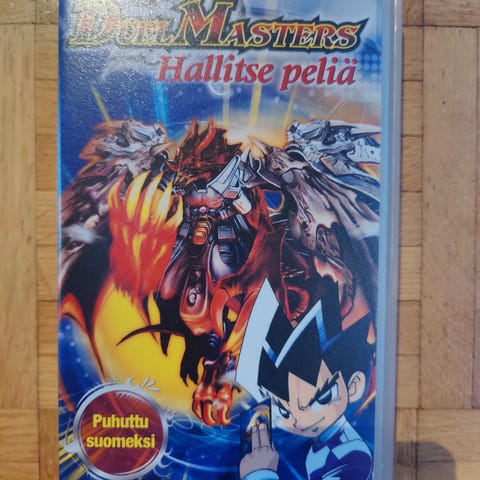 DUEL MASTERS
Hallitse peliä
Puhuttu
suomeksi